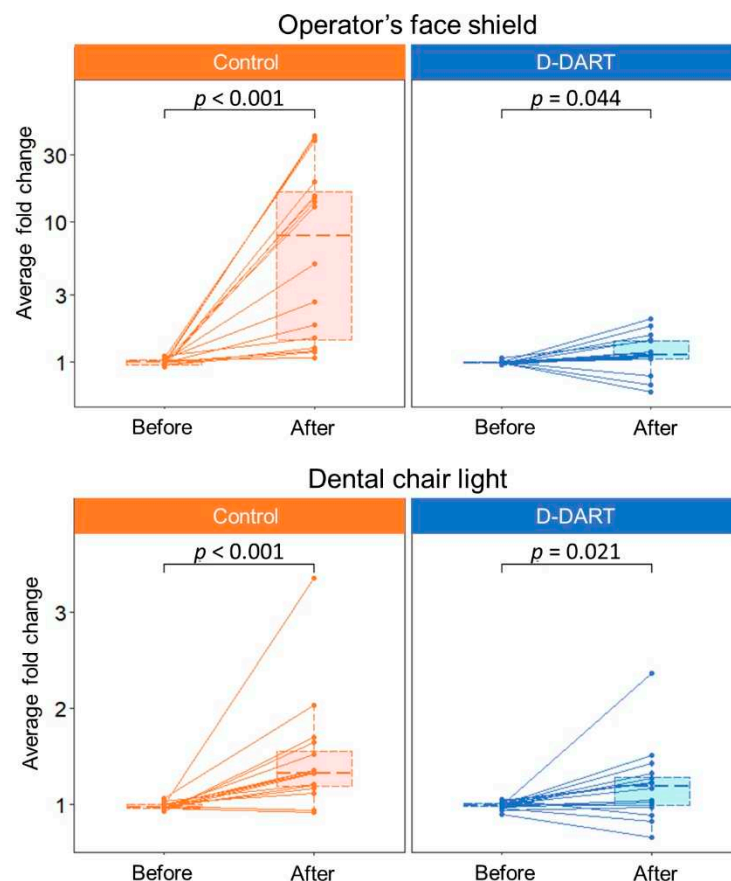 Operator's face shield
Control
D-DART
p < 0.001
p = 0.044
Average fold change
30
10
3
1
Before
After
Before
After
Dental chair light
Control
D-DART
p < 0.001
p = 0.021
Average fold change
3
2
1
Before
After
Before
After